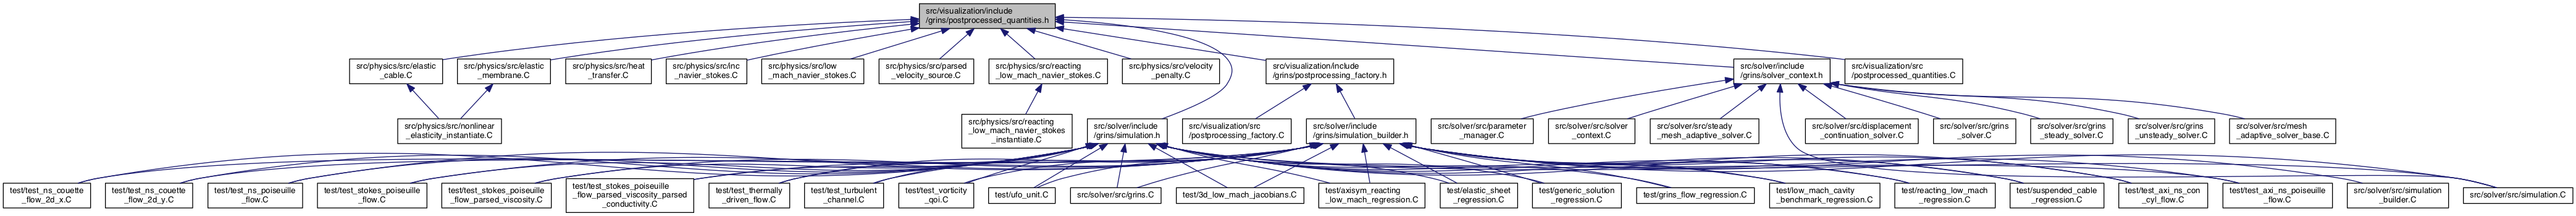 src/visualization/include
/grins/postprocessed_quantities.h
src/physics/src/elastic
_cable.C
src/physics/src/elastic
_membrane.C
src/physics/src/heat
_transfer.C
src/physics/src/inc
_navier_stokes.C
src/physics/src/low
_mach_navier_stokes.C
src/physics/src/parsed
_velocity_source.C
src/physics/src/reacting
_low_mach_navier_stokes.C
src/physics/src/velocity
_penalty.C
src/visualization/include
/grins/postprocessing_factory.h
src/solver/include
/grins/solver_context.h
src/visualization/src
/postprocessed_quantities.C
src/physics/src/nonlinear
_elasticity_instantiate.C
src/physics/src/reacting
_low_mach_navier_stokes
_instantiate.C
src/solver/include
/grins/simulation.h
src/visualization/src
/postprocessing_factory.C
src/solver/include
/grins/simulation_builder.h
src/solver/src/parameter
_manager.C
src/solver/src/solver
_context.C
src/solver/src/steady
_mesh_adaptive_solver.C
src/solver/src/displacement
_continuation_solver.C
src/solver/src/grins
_solver.C
src/solver/src/grins
_steady_solver.C
src/solver/src/grins
_unsteady_solver.C
src/solver/src/mesh
_adaptive_solver_base.C
test/test_ns_couette
_flow_2d_x.C
test/test_ns_couette
_flow_2d_y.C
test/test_ns_poiseuille
_flow.C
test/test_stokes_poiseuille
_flow.C
test/test_stokes_poiseuille
_flow_parsed_viscosity.C
test/test_stokes_poiseuille
_flow_parsed_viscosity_parsed
_conductivity.C
test/test_thermally
_driven_flow.C
test/test_turbulent
_channel.C
test/test_vorticity
_qoi.C
test/ufo_unit.C
src/solver/src/grins.C
test/3d_low_mach_jacobians.C
test/axisym_reacting
_low_mach_regression.C
test/elastic_sheet
_regression.C
test/generic_solution
_regression.C
test/grins_flow_regression.C
test/low_mach_cavity
_benchmark_regression.C
test/reacting_low_mach
_regression.C
test/suspended_cable
_regression.C
test/test_axi_ns_con
_cyl_flow.C
test/test_axi_ns_poiseuille
_flow.C
src/solver/src/simulation
_builder.C
src/solver/src/simulation.C